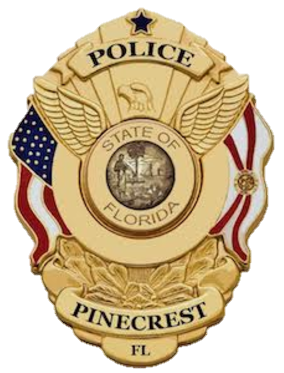 POLICE
STATE OF
FLORIDA
PINECREST
FL